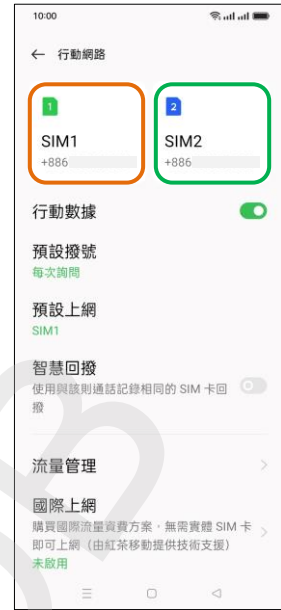 10:00
← 行動網路
1
2
SIM1
SIM2
+886
+886
行動數據
預設撥號
每次詢問
預設上網
SIM1
智慧回撥
使用與該則通話記錄相同的 SIM 卡回
撥
流量管理
國際上網
購買國際流量資費方案，無需實體 SIM 卡
即可上網（由紅茶移動提供技術支援）
未啟用